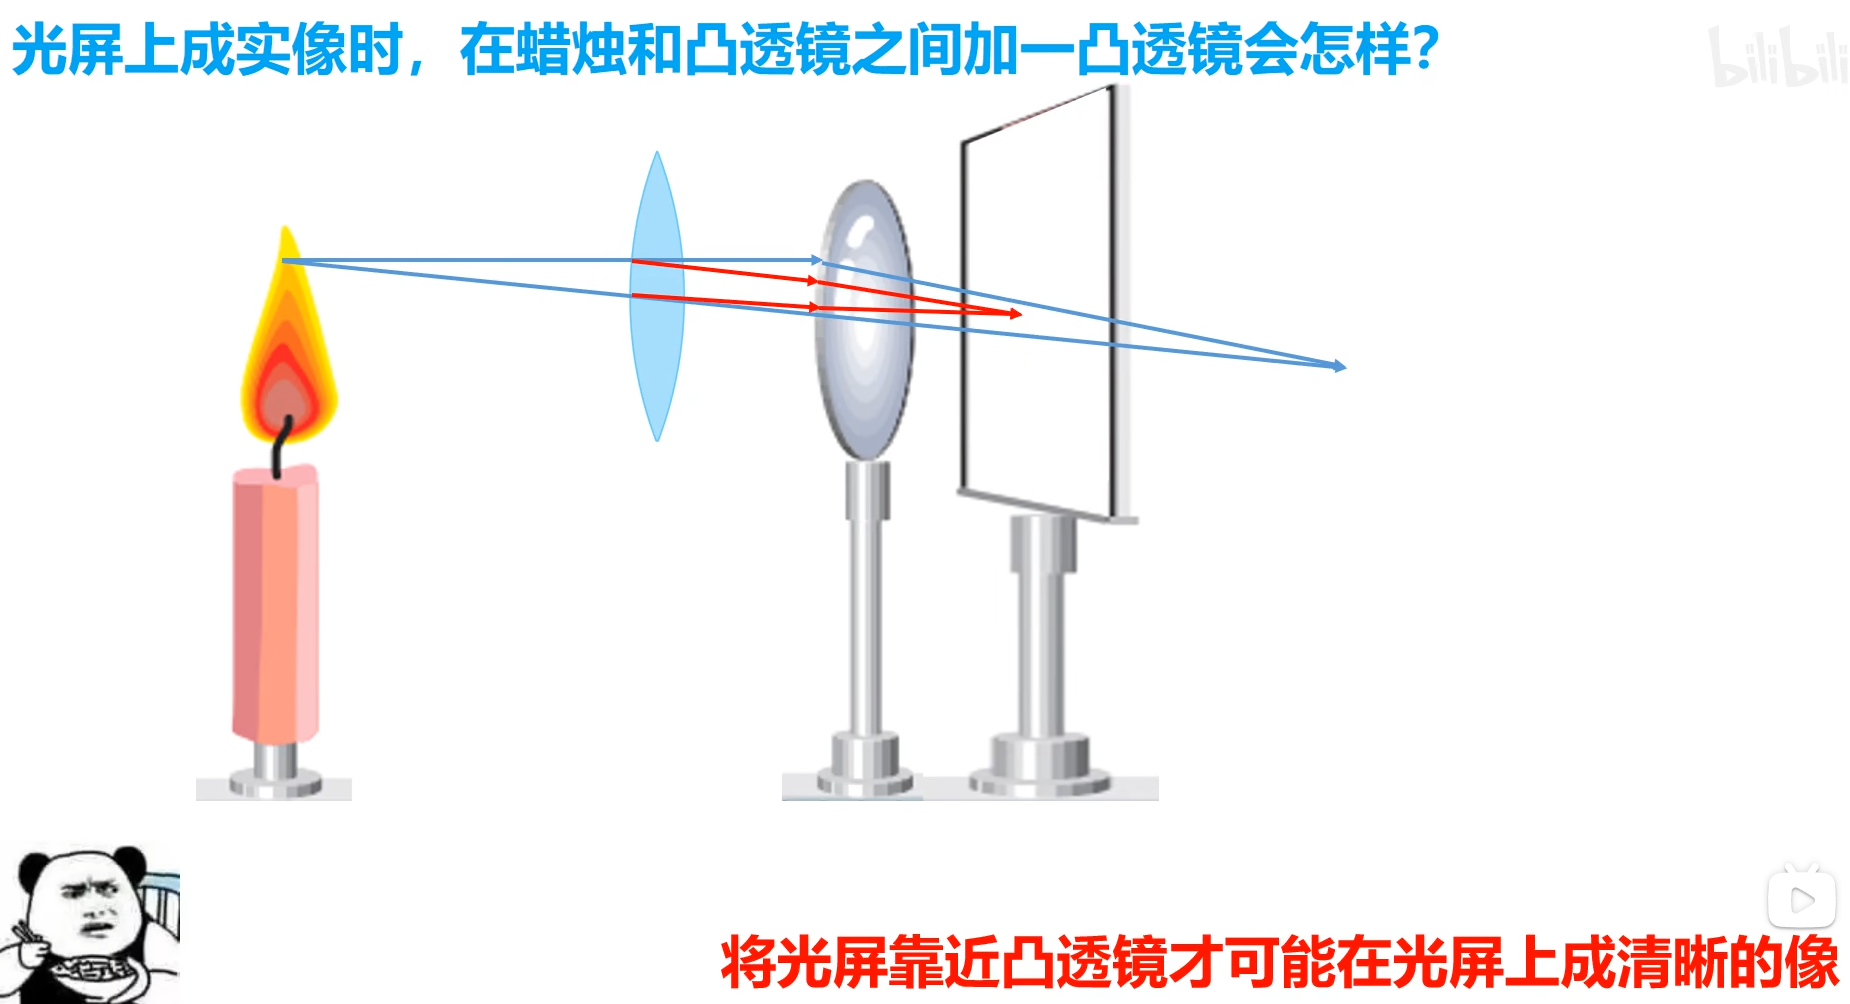 光屏上成实像时，在蜡烛和凸透镜之间加一凸透镜会怎样？
bilibili
将光屏靠近凸透镜才可能在光屏上成清晰的像